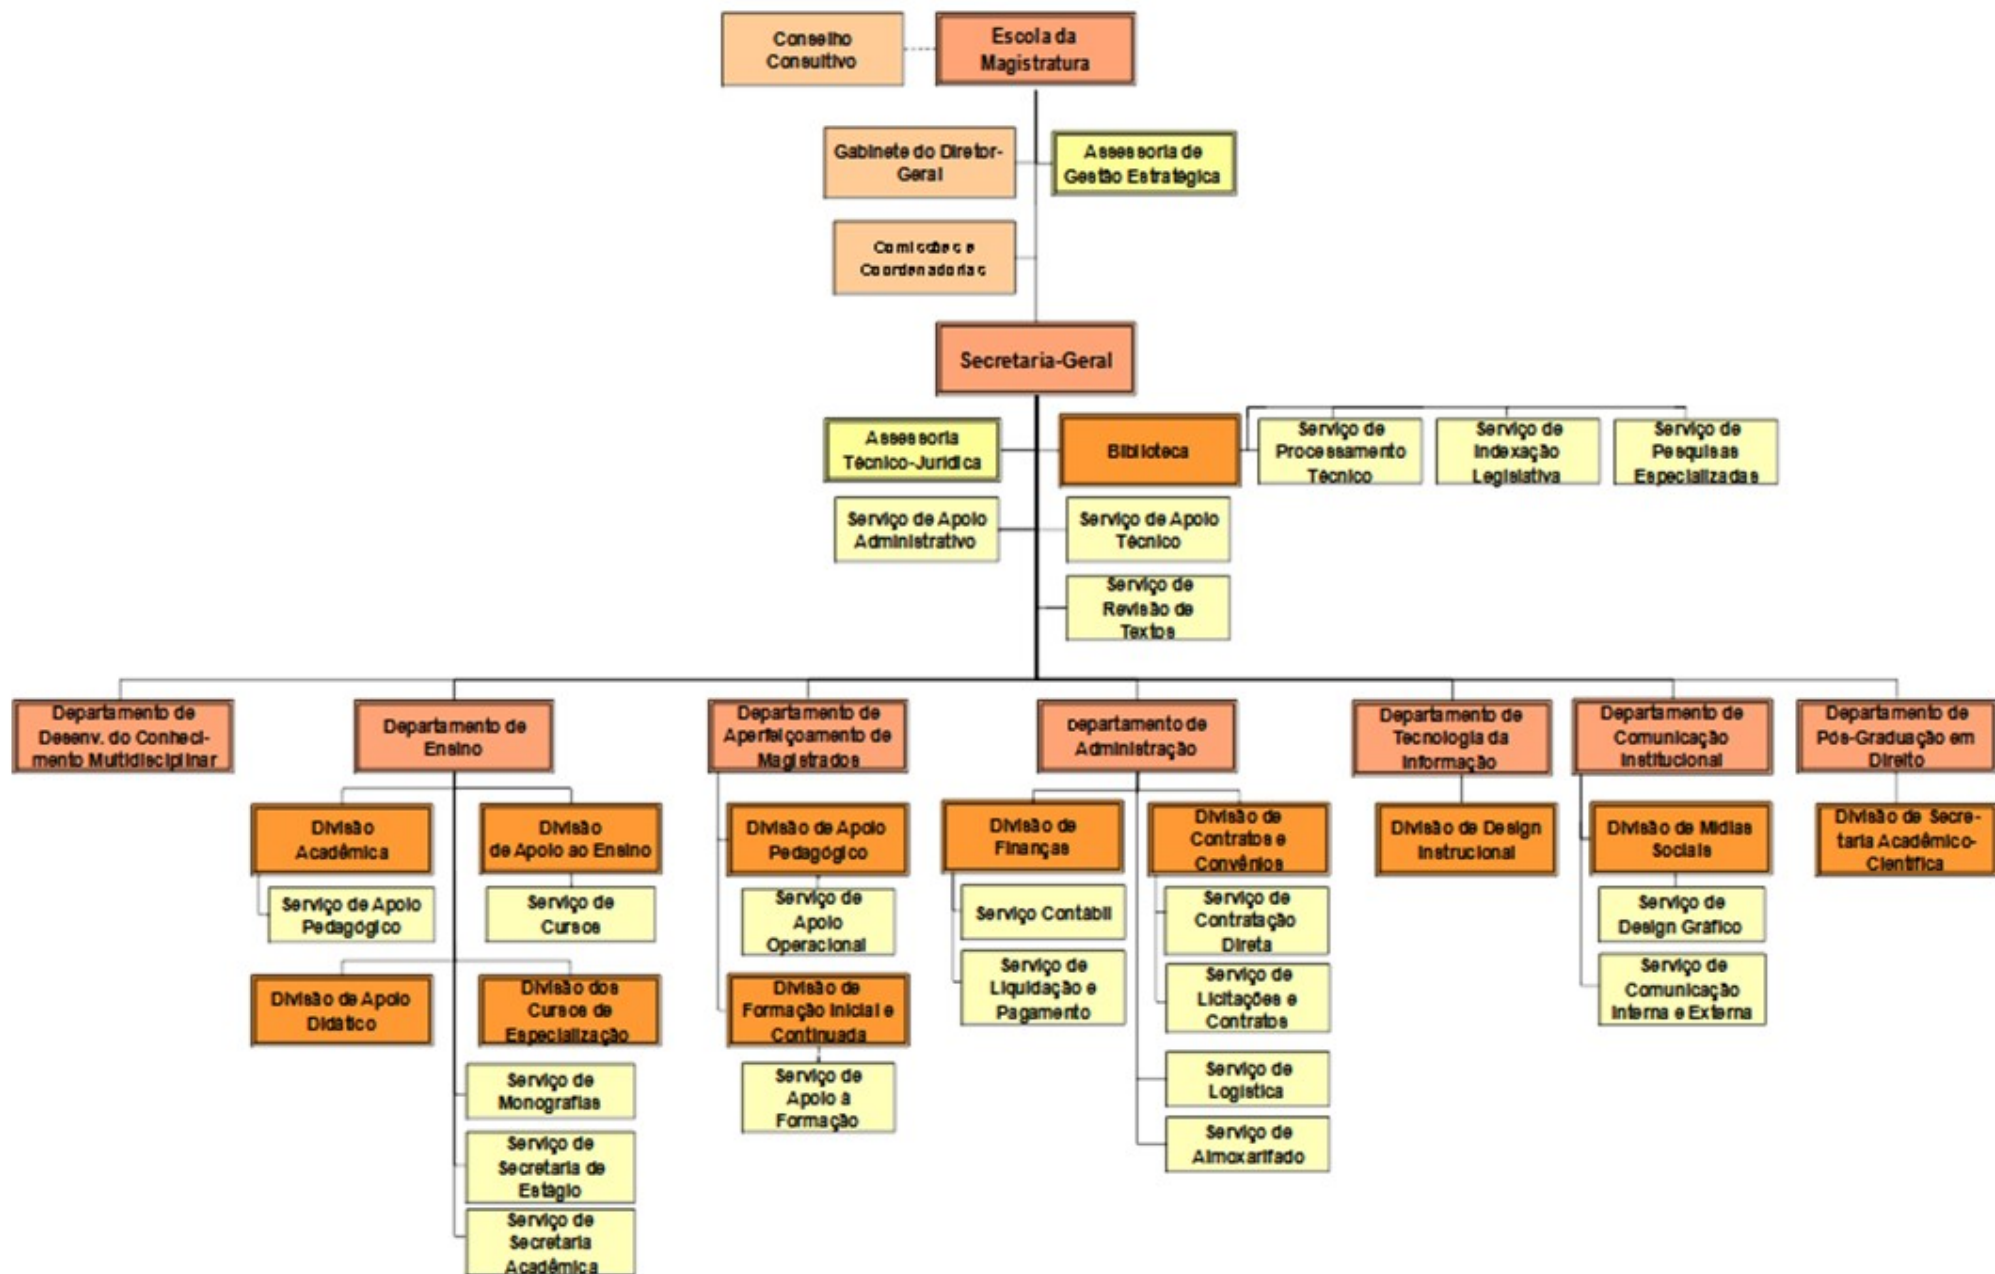 Conselho
Consultivo
Escola da
Magistratura
Gabinete do Diretor-
Geral
Assessoria de
Gestão Estratégica
Comissões e
Coordenadorias
Secretaria-Geral
Assessoria
Técnico-Jurídica
Biblioteca
Serviço de
Processamento
Técnico
Serviço de
Indexação
Legislativa
Serviço de
Pesquisas
Especializadas
Serviço de Apoio
Administrativo
Serviço de Apoio
Técnico
Serviço de
Revisão de
Textos
Departamento de
Desenv. do Conheci-
mento Multidisciplinar
Departamento de
Ensino
Departamento de
Aperfeiçoamento de
Magistrados
Departamento de
Administração
Departamento de
Tecnologia da
Informação
Departamento de
Comunicação
Institucional
Departamento de
Pós-Graduação em
Direito
Divisão
Acadêmica
Divisão
de Apoio ao Ensino
Divisão de Apoio
Pedagógico
Divisão de
Finanças
Divisão de
Contratos e
Convênios
Divisão de Design
Instrucional
Divisão de Mídias
Sociais
Divisão de Secre-
taria Acadêmico-
Científica
Serviço de Apoio
Pedagógico
Serviço de
Cursos
Serviço de
Apoio
Operacional
Serviço Contábil
Serviço de
Contratação
Direta
Serviço de
Design Gráfico
Divisão de Apoio
Didático
Divisão dos
Cursos de
Especialização
Divisão de
Formação Inicial e
Continuada
Serviço de
Liquidação e
Pagamento
Serviço de
Licitações e
Contratos
Serviço de
Comunicação
Interna e Externa
Serviço de
Monografias
Serviço de
Apoio à
Formação
Serviço de
Logística
Serviço de
Secretaria de
Estágio
Serviço de
Almoxarifado
Serviço de
Secretaria
Acadêmica